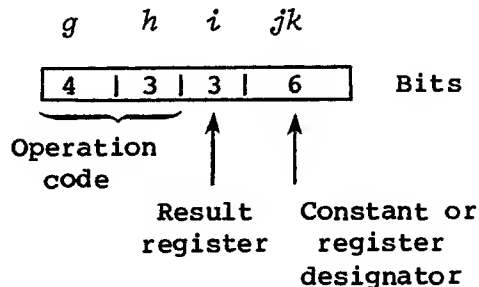 g h i jk
4 | 3 | 3 | 6 Bits
Operation
code
Result
register
Constant or
register
designator